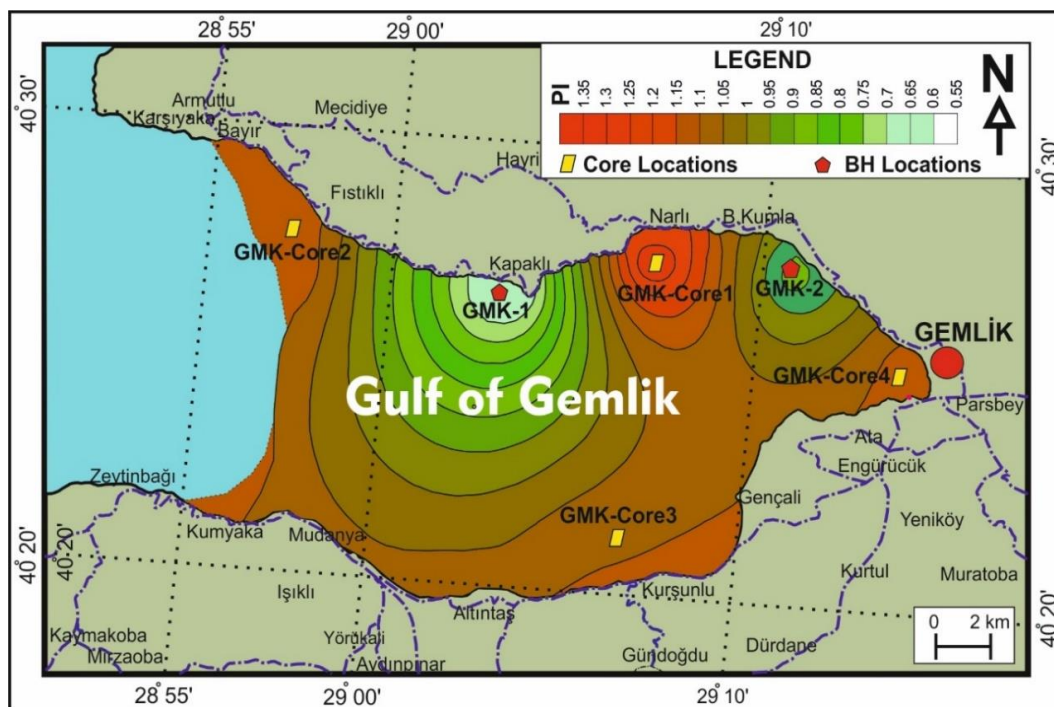 28°55'
29°00'
29°10'
LEGEND
PI
1.35
1.3
1.25
1.2
1.15
1.1
1.05
1
0.95
0.9
0.85
0.8
0.75
0.7
0.65
0.6
0.55
Core Locations
BH Locations
N
40°30'
40°30'
Armutlu
Karşıyaka
Bayır
Mecidiye
Hayri
Fıstıklı
Narlı
B.Kumla
Kapaklı
GMK-Core2
GMK-1
GMK-Core1
GMK-2
GEMLİK
GMK-Core4
Gulf of Gemlik
Parsbey
Ata
Engürücük
Zeytinbağı
Gençali
Kumyaka
Mudanya
GMK-Core3
Yeniköy
40°20'
40°20'
Işıklı
Altıntaş
Kurşunlu
Kurtul
Muratoba
40°20'
Kaymakoba
Mirzaoba
Yörükali
Aydınpınar
Gündoğdu
Dürdane
0 2 km
28°55'
29°00'
29°10'